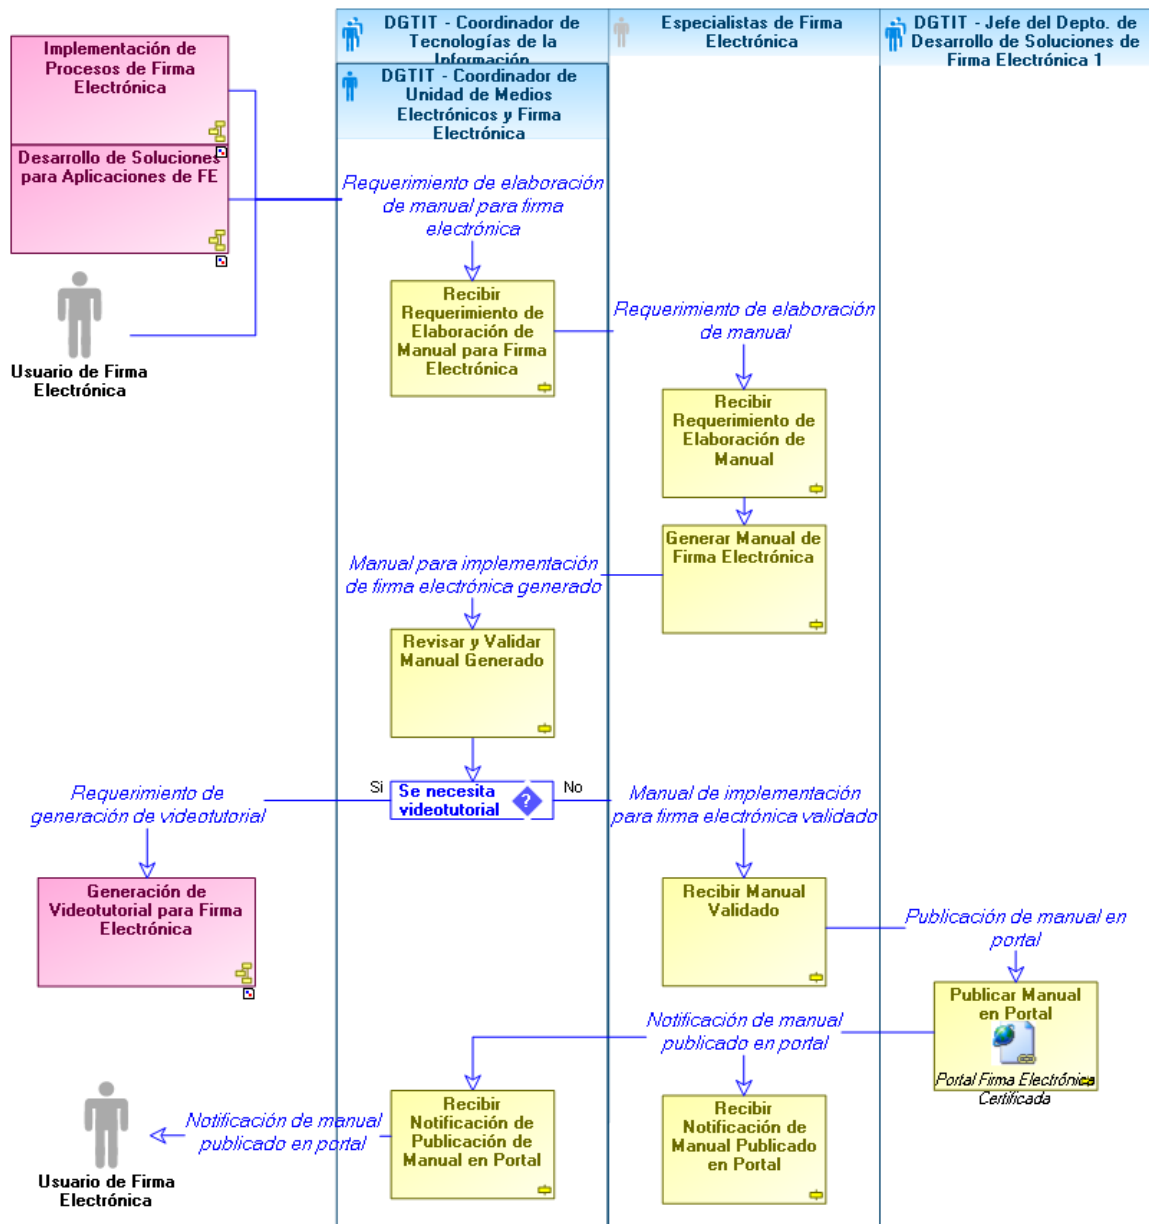 Implementación de
Procesos de Firma
Electrónica
Desarrollo de Soluciones
para Aplicaciones de FE
Usuario de Firma
Electrónica
DGTIT - Coordinador de
Tecnologías de la
Información
DGTIT - Coordinador de
Unidad de Medios
Electrónicos y Firma
Electrónica
Especialistas de Firma
Electrónica
DGTIT - Jefe del Depto. de
Desarrollo de Soluciones de
Firma Electrónica 1
Requerimiento de elaboración
de manual para firma
electrónica
Recibir
Requerimiento de
Elaboración de
Manual para Firma
Electrónica
Requerimiento de elaboración
de manual
Recibir
Requerimiento de
Elaboración de
Manual
Generar Manual de
Firma Electrónica
Manual para implementación
de firma electrónica generado
Revisar y Validar
Manual Generado
Si
Se necesita
videotutorial
?
No
Requerimiento de
generación de videotutorial
Generación de
Videotutorial para Firma
Electrónica
Manual de implementación
para firma electrónica validado
Recibir Manual
Validado
Publicación de manual en
portal
Publicar Manual
en Portal
Portal Firma Electrónica
Certificada
Notificación de manual
publicado en portal
Recibir
Notificación de
Manual Publicado
en Portal
Recibir
Notificación de
Publicación de
Manual en Portal
Notificación de manual
publicado en portal
Usuario de Firma
Electrónica